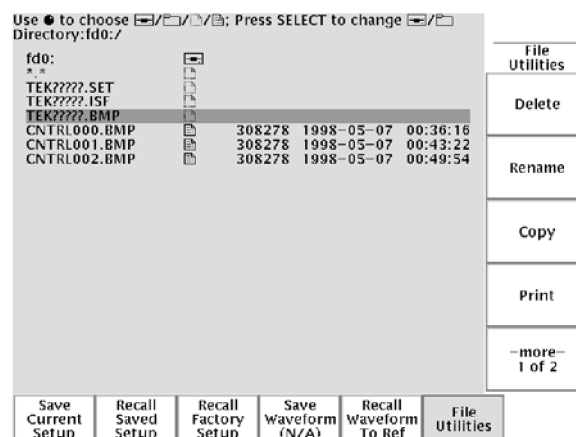 Use ● to choose 💾/📁/📄/📄; Press SELECT to change 💾/📁
Directory:fd0:/
fd0:
*.*
TEK?????.SET
TEK?????.ISF
TEK?????.BMP
CNTRL000.BMP 308278 1998-05-07 00:36:16
CNTRL001.BMP 308278 1998-05-07 00:43:22
CNTRL002.BMP 308278 1998-05-07 00:49:54
File
Utilities
Delete
Rename
Copy
Print
-more-
1 of 2
Save
Current
Setup
Recall
Saved
Setup
Recall
Factory
Setup
Save
Waveform
(N/A)
Recall
Waveform
To Ref
File
Utilities